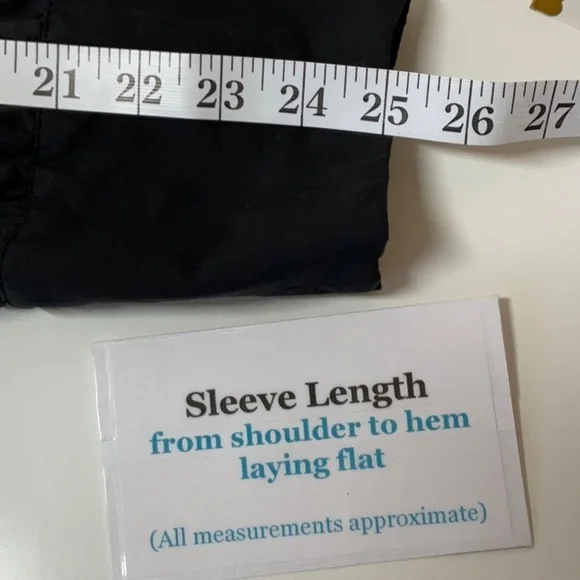 21 22 23 24 25 26 27
Sleeve Length
from shoulder to hem
laying flat
(All measurements approximate)